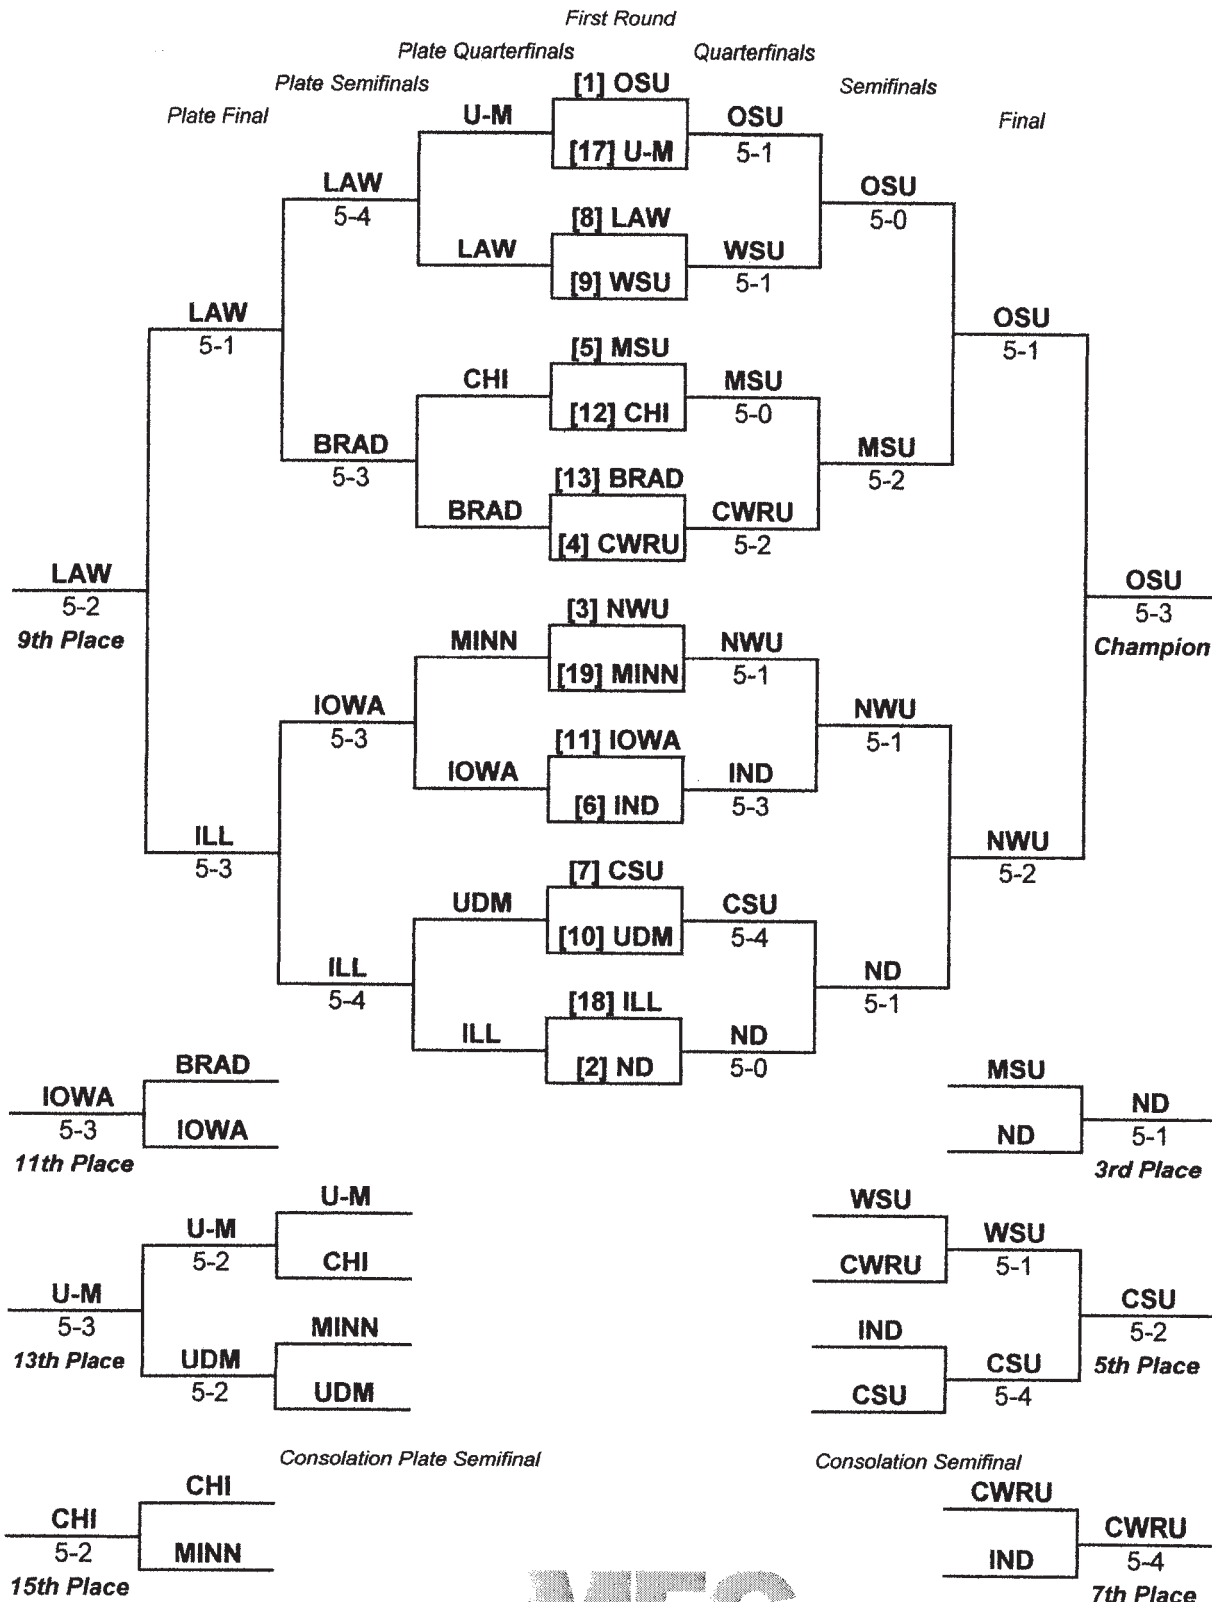 First Round
Plate Quarterfinals Quarterfinals
Plate Semifinals [1] OSU Semifinals
Plate Final U-M OSU Final
[17] U-M 5-1
LAW OSU
5-4 [8] LAW 5-0
LAW WSU
[9] WSU 5-1
LAW OSU
5-1 [5] MSU 5-1
CHI MSU
[12] CHI 5-0
BRAD MSU
5-3 [13] BRAD 5-2
BRAD CWRU
[4] CWRU 5-2
LAW OSU
5-2 [3] NWU 5-3
9th Place MINN NWU Champion
[19] MINN 5-1
IOWA NWU
5-3 [11] IOWA 5-1
IOWA IND
[6] IND 5-3
ILL NWU
5-3 [7] CSU 5-2
UDM CSU
[10] UDM 5-4
ILL ND
5-4 [18] ILL 5-1
ILL ND
[2] ND 5-0
BRAD MSU
IOWA ND
5-3 IOWA ND 5-1
11th Place 3rd Place
U-M WSU
U-M WSU
5-2 CHI CWRU 5-1
U-M CSU
5-3 MINN IND 5-2
13th Place UDM CSU 5th Place
5-2 UDM CSU 5-4
Consolation Plate Semifinal Consolation Semifinal
CHI CWRU
CHI CWRU
5-2 MINN IND 5-4
15th Place 7th Place